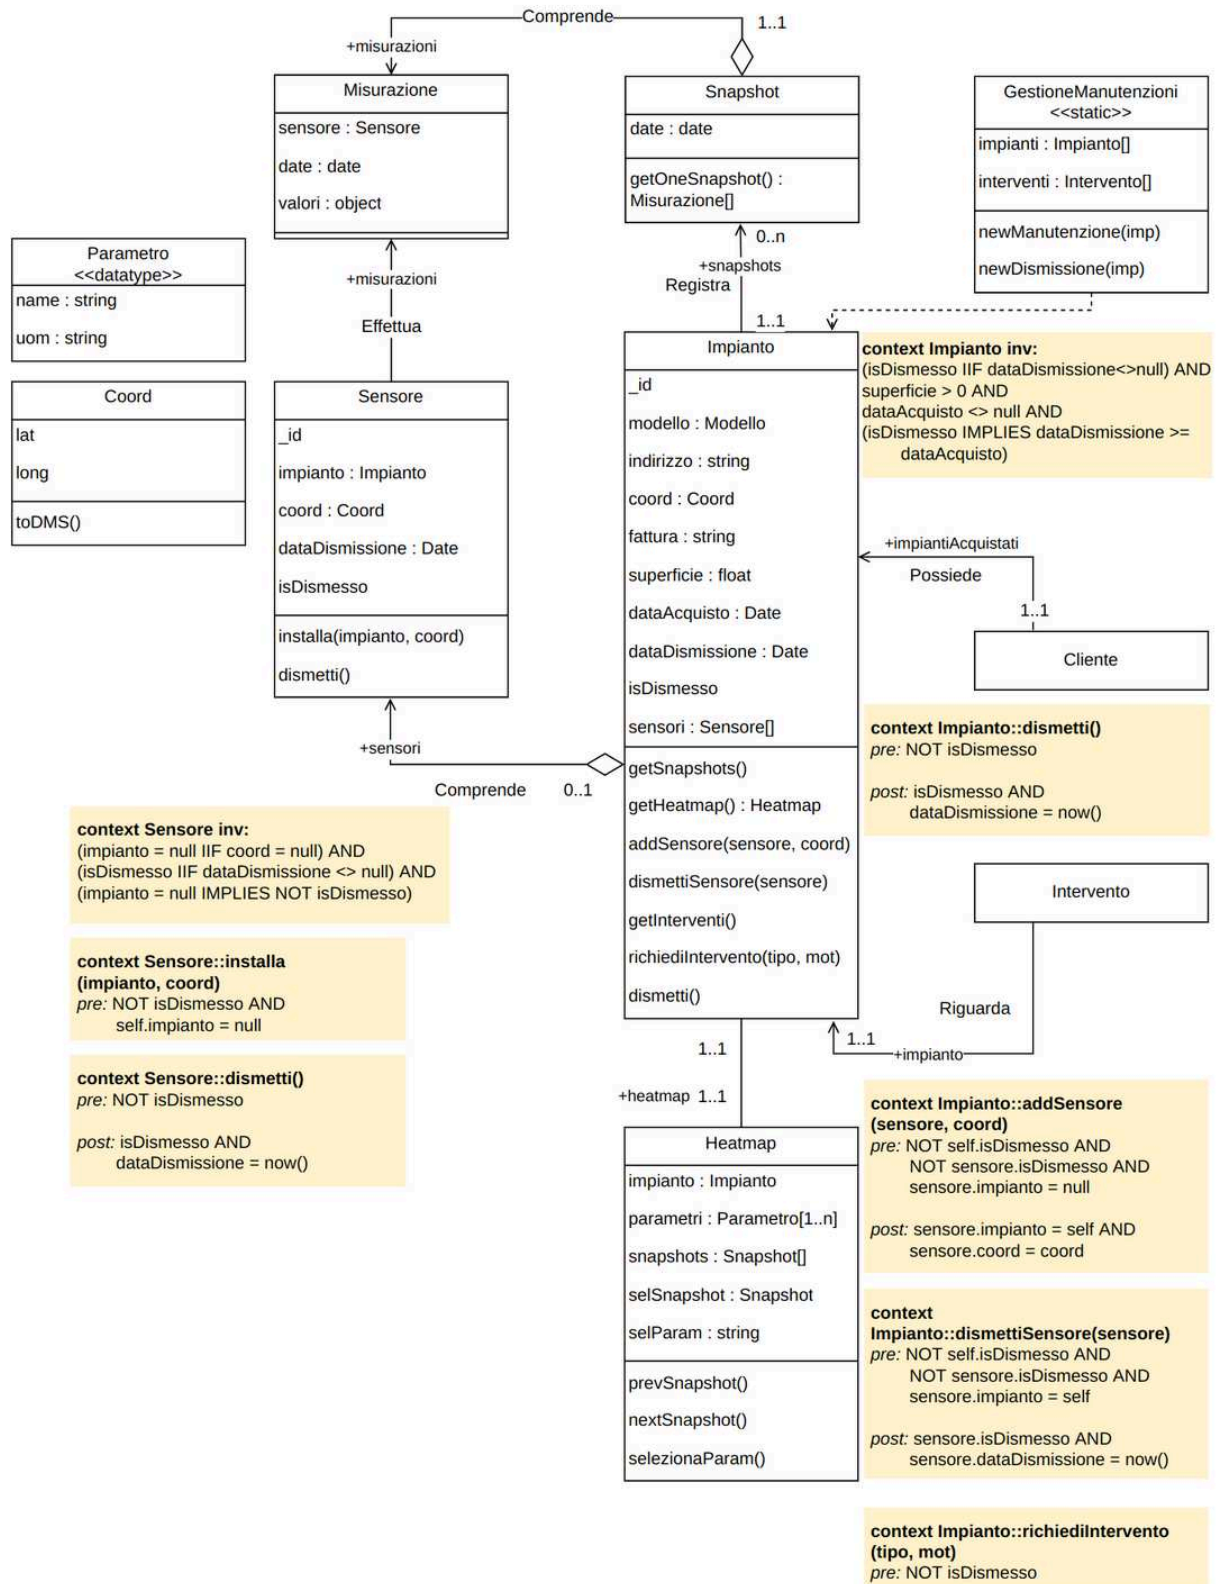 Comprende
1..1
+misurazioni
Misurazione
sensore : Sensore
date : date
valori : object
Snapshot
date : date
getOneSnapshot() :
Misurazione[]
GestioneManutenzioni
<<static>>
impianti : Impianto[]
interventi : Intervento[]
newManutenzione(imp)
newDismissione(imp)
Parametro
<<datatype>>
name : string
uom : string
+misurazioni
Effettua
0..n
+snapshots
Registra
1..1
Coord
lat
long
toDMS()
Sensore
_id
impianto : Impianto
coord : Coord
dataDismissione : Date
isDismesso
installa(impianto, coord)
dismetti()
Impianto
_id
modello : Modello
indirizzo : string
coord : Coord
fattura : string
superficie : float
dataAcquisto : Date
dataDismissione : Date
isDismesso
sensori : Sensore[]
getSnapshots()
getHeatmap() : Heatmap
addSensore(sensore, coord)
dismettiSensore(sensore)
getInterventi()
richiediIntervento(tipo, mot)
dismetti()
context Impianto inv:
(isDismesso IIF dataDismissione<>null) AND
superficie > 0 AND
dataAcquisto <> null AND
(isDismesso IMPLIES dataDismissione >=
dataAcquisto)
+impiantiAcquistati
Possiede
1..1
Cliente
context Impianto::dismetti()
pre: NOT isDismesso
post: isDismesso AND
dataDismissione = now()
+sensori
Comprende
0..1
context Sensore inv:
(impianto = null IIF coord = null) AND
(isDismesso IIF dataDismissione <> null) AND
(impianto = null IMPLIES NOT isDismesso)
context Sensore::installa
(impianto, coord)
pre: NOT isDismesso AND
self.impianto = null
context Sensore::dismetti()
pre: NOT isDismesso
post: isDismesso AND
dataDismissione = now()
Intervento
Riguarda
1..1
+impianto
1..1
+heatmap 1..1
Heatmap
impianto : Impianto
parametri : Parametro[1..n]
snapshots : Snapshot[]
selSnapshot : Snapshot
selParam : string
prevSnapshot()
nextSnapshot()
selezionaParam()
context Impianto::addSensore
(sensore, coord)
pre: NOT self.isDismesso AND
NOT sensore.isDismesso AND
sensore.impianto = null
post: sensore.impianto = self AND
sensore.coord = coord
context
Impianto::dismettiSensore(sensore)
pre: NOT self.isDismesso AND
NOT sensore.isDismesso AND
sensore.impianto = self
post: sensore.isDismesso AND
sensore.dataDismissione = now()
context Impianto::richiediIntervento
(tipo, mot)
pre: NOT isDismesso